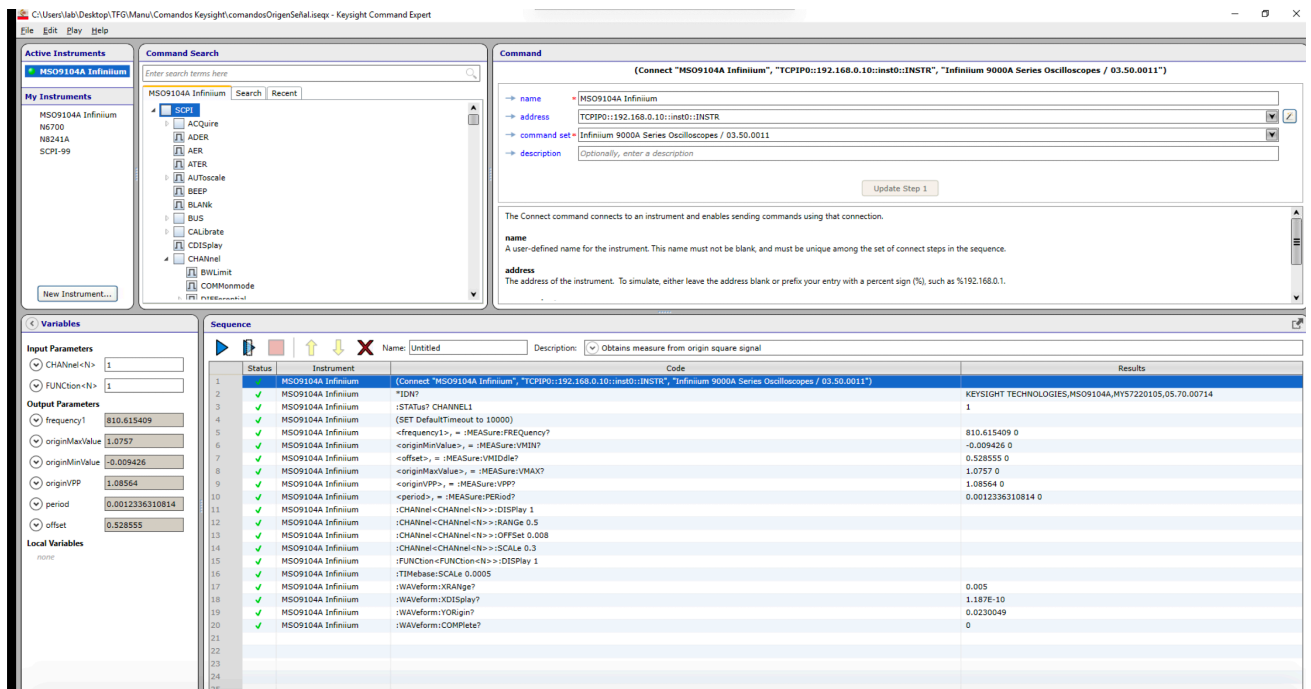 C:\Users\lab\Desktop\TFG\Manu\Comandos Keysight\comandosOrigenSeñal.iseqx - Keysight Command Expert
File Edit Play Help
Active Instruments
MSO9104A Infiniium
My Instruments
MSO9104A Infiniium
N6700
N8241A
SCPI-99
New Instrument...
Command Search
Enter search terms here
MSO9104A Infiniium Search Recent
SCPI
ACQuire
ADER
AER
ATER
AUToscale
BEEP
BLANk
BUS
CALibrate
CDISplay
CHANnel
BWLimit
COMMonmode
DIFFerential
Command
(Connect "MSO9104A Infiniium", "TCPIP0::192.168.0.10::inst0::INSTR", "Infiniium 9000A Series Oscilloscopes / 03.50.0011")
name * MSO9104A Infiniium
address TCPIP0::192.168.0.10::inst0::INSTR
command set * Infiniium 9000A Series Oscilloscopes / 03.50.0011
description Optionally, enter a description
Update Step 1
The Connect command connects to an instrument and enables sending commands using that connection.
name
A user-defined name for the instrument. This name must not be blank, and must be unique among the set of connect steps in the sequence.
address
The address of the instrument. To simulate, either leave the address blank or prefix your entry with a percent sign (%), such as %192.168.0.1.
Variables
Input Parameters
CHANnel<N> 1
FUNCtion<N> 1
Output Parameters
frequency1 810.615409
originMaxValue 1.0757
originMinValue -0.009426
originVPP 1.08564
period 0.0012336310814
offset 0.528555
Local Variables
none
Sequence
Name: Untitled Description: Obtains measure from origin square signal
Status Instrument Code Results
1 MSO9104A Infiniium (Connect "MSO9104A Infiniium", "TCPIP0::192.168.0.10::inst0::INSTR", "Infiniium 9000A Series Oscilloscopes / 03.50.0011")
2 MSO9104A Infiniium *IDN? KEYSIGHT TECHNOLOGIES,MSO9104A,MY57220105,05.70.00714
3 MSO9104A Infiniium :STATus? CHANNEL1 1
4 MSO9104A Infiniium (SET DefaultTimeout to 10000)
5 MSO9104A Infiniium <frequency1>, = :MEASure:FREQuency? 810.615409 0
6 MSO9104A Infiniium <originMinValue>, = :MEASure:VMIN? -0.009426 0
7 MSO9104A Infiniium <offset>, = :MEASure:VMIDdle? 0.528555 0
8 MSO9104A Infiniium <originMaxValue>, = :MEASure:VMAX? 1.0757 0
9 MSO9104A Infiniium <originVPP>, = :MEASure:VPP? 1.08564 0
10 MSO9104A Infiniium <period>, = :MEASure:PERiod? 0.0012336310814 0
11 MSO9104A Infiniium :CHANnel<CHANnel<N>>:DISPlay 1
12 MSO9104A Infiniium :CHANnel<CHANnel<N>>:RANGe 0.5
13 MSO9104A Infiniium :CHANnel<CHANnel<N>>:OFFSet 0.008
14 MSO9104A Infiniium :CHANnel<CHANnel<N>>:SCALe 0.3
15 MSO9104A Infiniium :FUNCtion<FUNCtion<N>>:DISPlay 1
16 MSO9104A Infiniium :TIMebase:SCALe 0.0005
17 MSO9104A Infiniium :WAVeform:XRANge? 0.005
18 MSO9104A Infiniium :WAVeform:XDISplay? 1.187E-10
19 MSO9104A Infiniium :WAVeform:YORigin? 0.0230049
20 MSO9104A Infiniium :WAVeform:COMPlete? 0
21
22
23
24